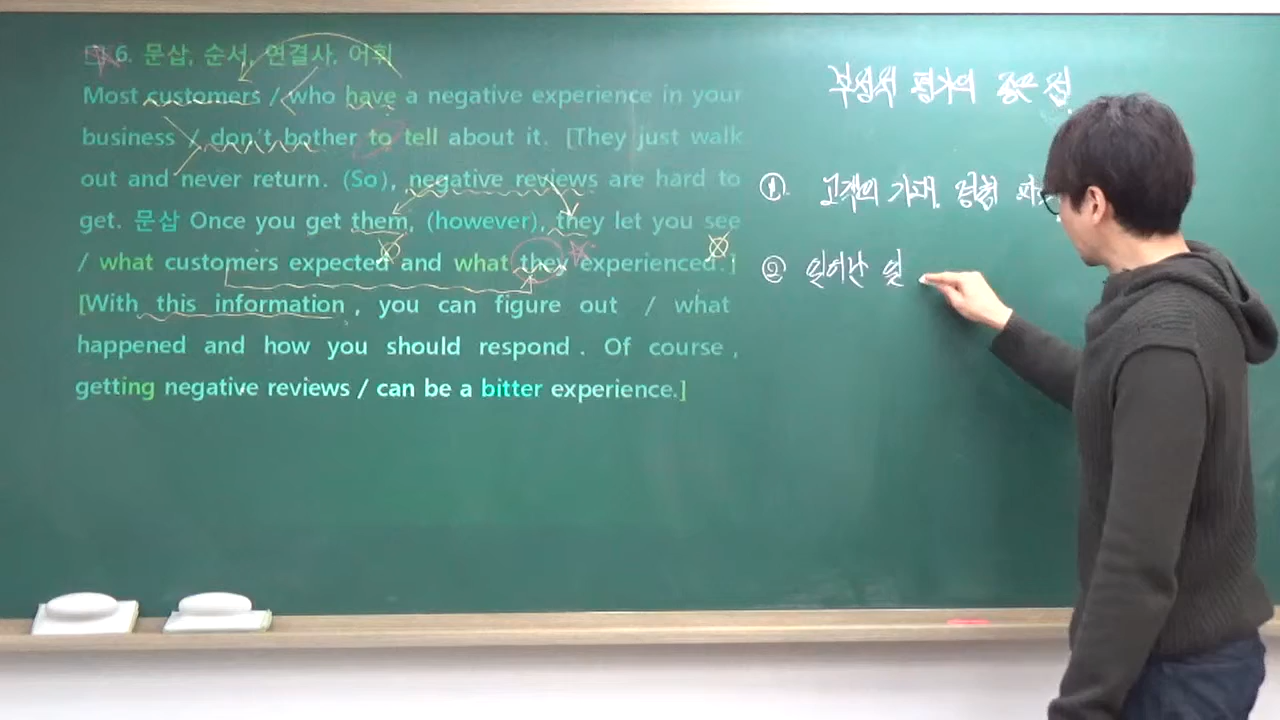 6. 문삽, 순서, 연결사, 어휘
Most customers / who have a negative experience in your
business / don't bother to tell about it. [They just walk
out and never return. (So), negative reviews are hard to
get. 문삽 Once you get them, (however), they let you see
/ what customers expected and what they experienced.]
[With this information, you can figure out / what
happened and how you should respond. Of course,
getting negative reviews / can be a bitter experience.]
부정적 평가의 좋은 점
①. 고객의 기대, 경험
② 일어난 일